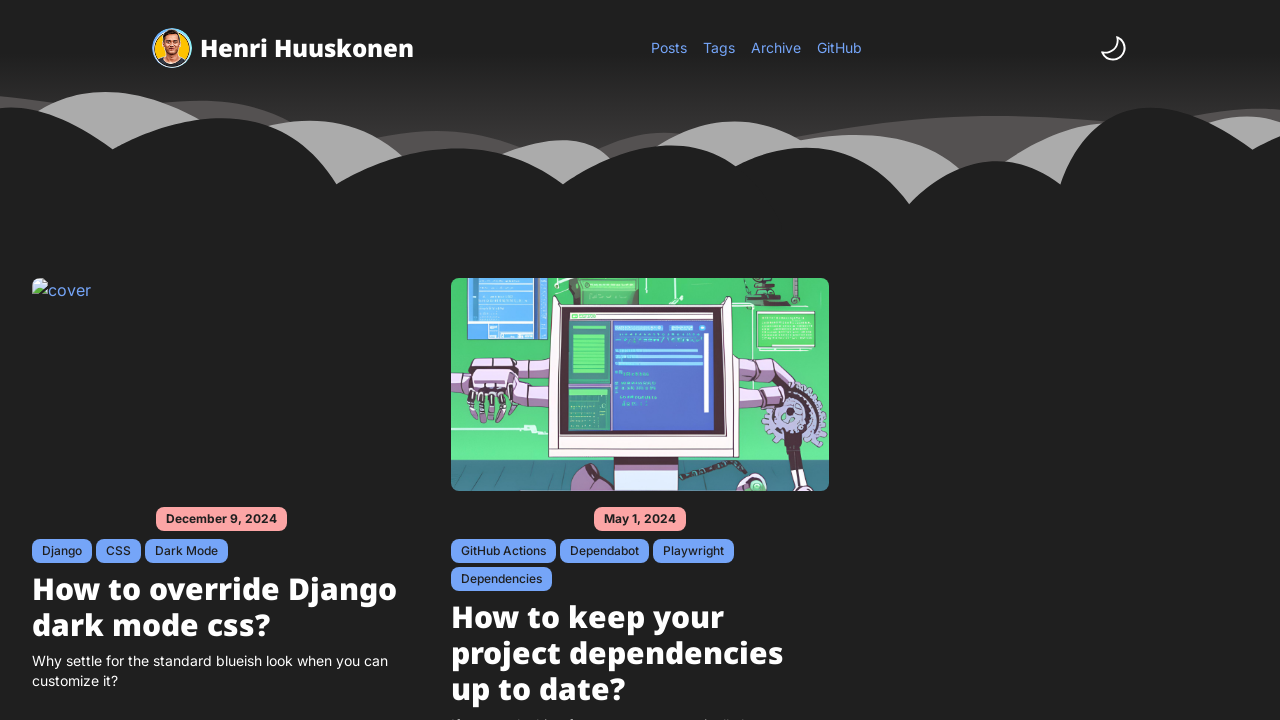 Henri Huuskonen
Posts Tags Archive GitHub
cover
December 9, 2024
Django CSS Dark Mode
How to override Django
dark mode css?
Why settle for the standard blueish look when you can
customize it?
May 1, 2024
GitHub Actions Dependabot Playwright
Dependencies
How to keep your
project dependencies
up to date?